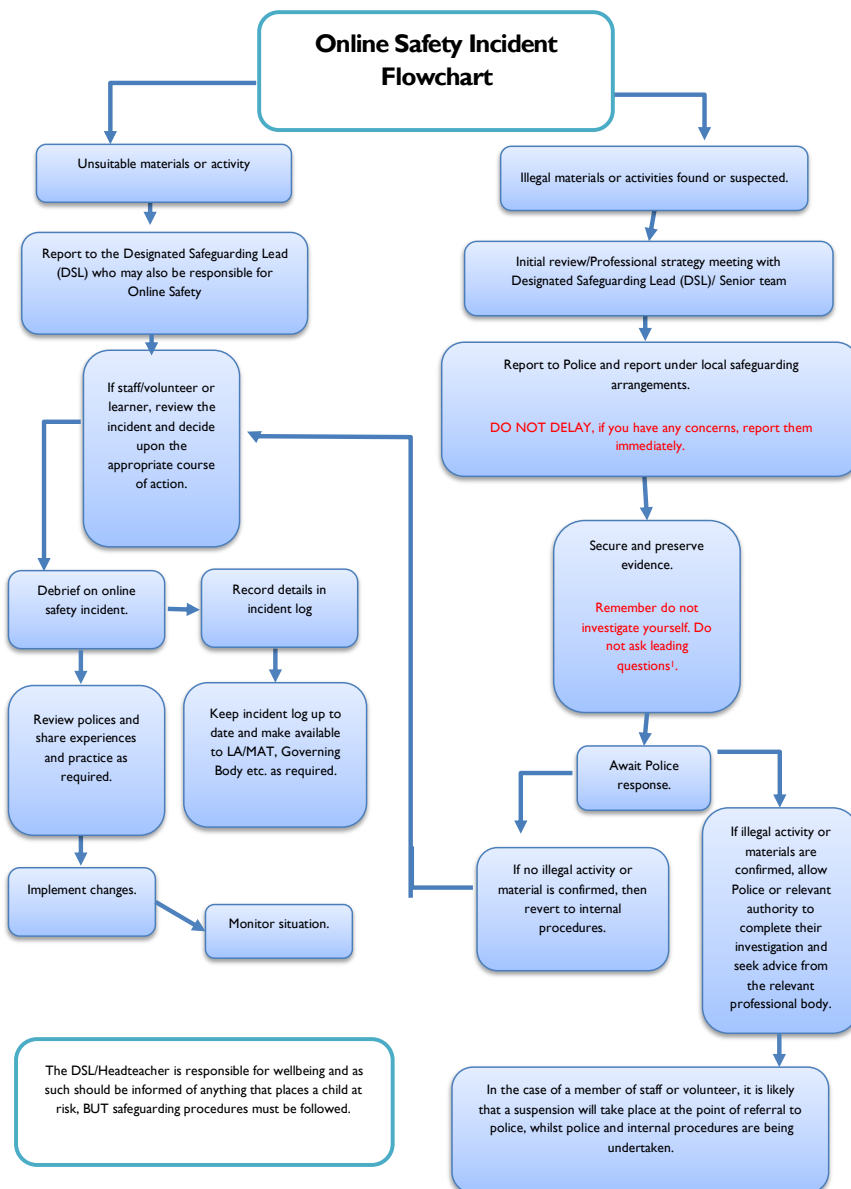 Online Safety Incident
Flowchart
Unsuitable materials or activity
Report to the Designated Safeguarding Lead
(DSL) who may also be responsible for
Online Safety
If staff/volunteer or
learner, review the
incident and decide
upon the
appropriate course
of action.
Debrief on online
safety incident.
Record details in
incident log
Review polices and
share experiences
and practice as
required.
Keep incident log up to
date and make available
to LA/MAT, Governing
Body etc. as required.
Implement changes.
Monitor situation.
Illegal materials or activities found or suspected.
Initial review/Professional strategy meeting with
Designated Safeguarding Lead (DSL)/ Senior team
Report to Police and report under local safeguarding
arrangements.
DO NOT DELAY, if you have any concerns, report them
immediately.
Secure and preserve
evidence.
Remember do not
investigate yourself. Do
not ask leading
questions¹.
Await Police
response.
If no illegal activity or
material is confirmed, then
revert to internal
procedures.
If illegal activity or
materials are
confirmed, allow
Police or relevant
authority to
complete their
investigation and
seek advice from
the relevant
professional body.
In the case of a member of staff or volunteer, it is likely
that a suspension will take place at the point of referral to
police, whilst police and internal procedures are being
undertaken.
The DSL/Headteacher is responsible for wellbeing and as
such should be informed of anything that places a child at
risk, BUT safeguarding procedures must be followed.